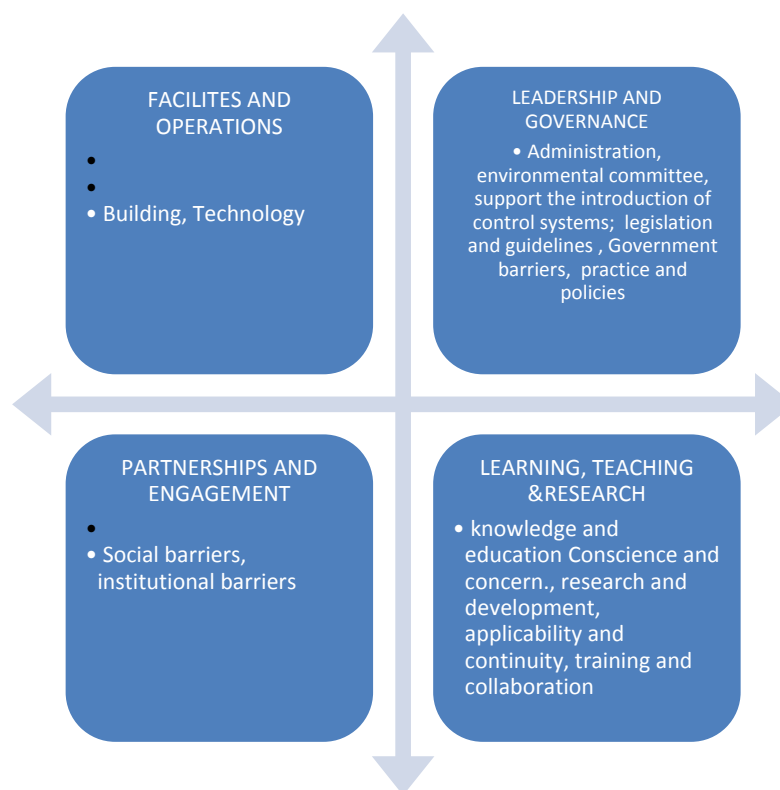 FACILITES AND
OPERATIONS
•
•
• Building, Technology
LEADERSHIP AND
GOVERNANCE
• Administration,
environmental committee,
support the introduction of
control systems; legislation
and guidelines , Government
barriers, practice and
policies
PARTNERSHIPS AND
ENGAGEMENT
•
• Social barriers,
institutional barriers
LEARNING, TEACHING
&RESEARCH
• knowledge and
education Conscience and
concern., research and
development,
applicability and
continuity, training and
collaboration